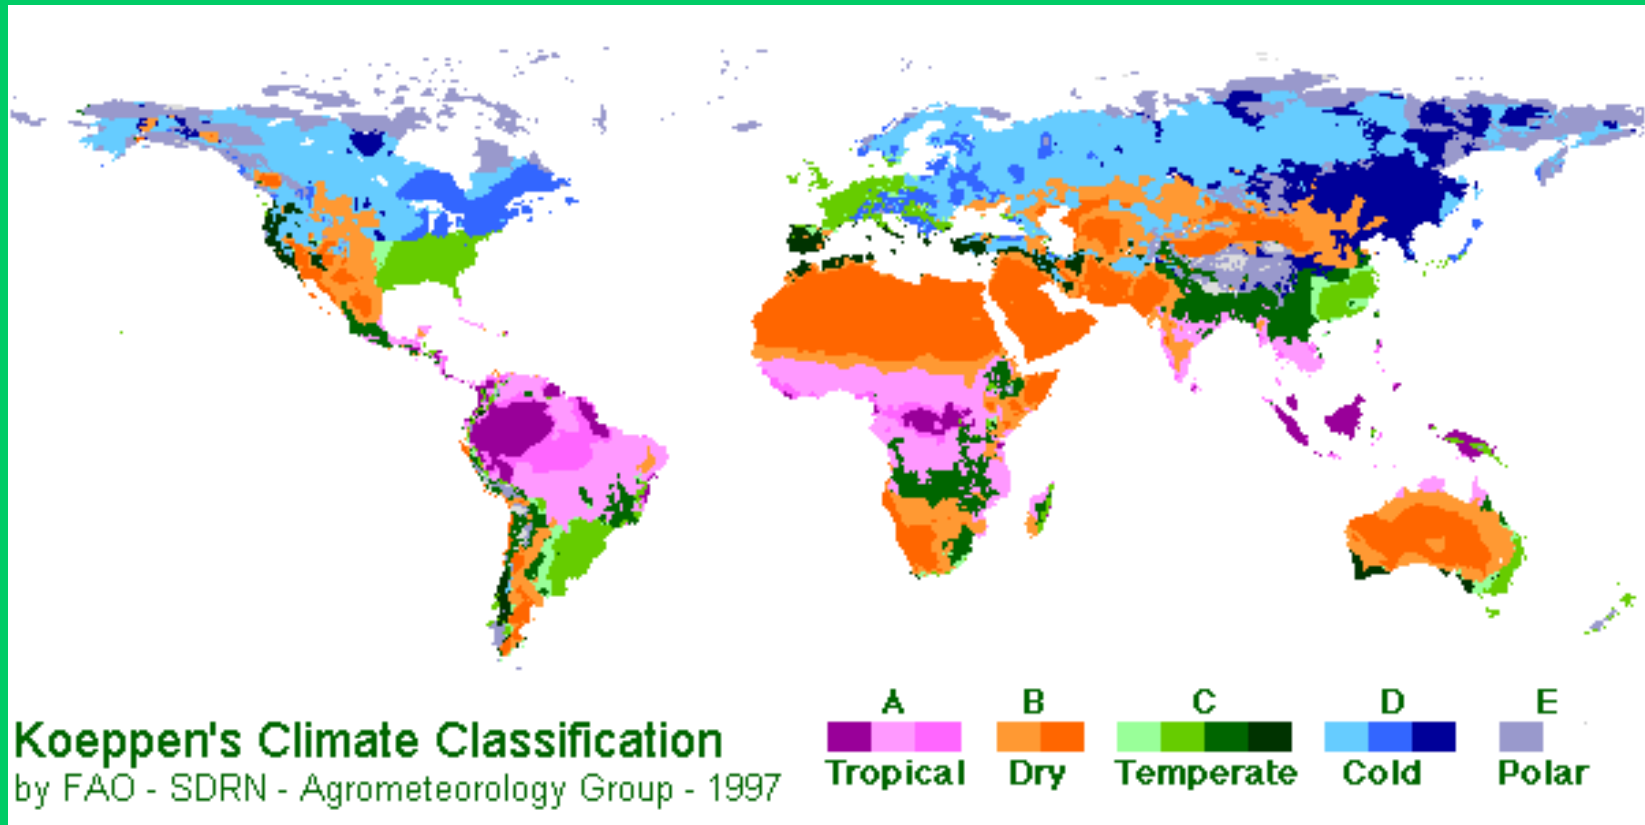 Koeppen's Climate Classification
by FAO - SDRN - Agrometeorology Group - 1997
A B C D E
Tropical Dry Temperate Cold Polar